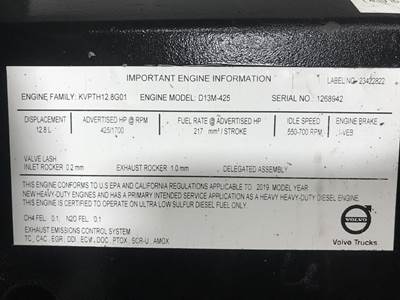 IMPORTANT ENGINE INFORMATION
LABEL NO: 23422822
ENGINE FAMILY: KVPTH12.8G01 ENGINE MODEL: D13M-425 SERIAL NO: 1268942
DISPLACEMENT ADVERTISED HP @ RPM FUEL RATE @ ADVERTISED HP IDLE SPEED ENGINE BRAKE
12.8 L 425/1700 217 mm³ / STROKE 550-700 RPM I-VEB
VALVE LASH
INLET ROCKER 0.2 mm EXHAUST ROCKER 1.0 mm
THIS ENGINE CONFORMS TO U.S EPA AND CALIFORNIA REGULATIONS APPLICABLE TO 2019 MODEL YEAR
NEW HEAVY-DUTY ENGINES AND HAS A PRIMARY INTENDED SERVICE APPLICATION AS A HEAVY HEAVY-DUTY DIESEL ENGINE.
THIS ENGINE IS CERTIFIED TO OPERATE ON ULTRA LOW SULFUR DIESEL FUEL ONLY.
CH4 FEL: 0.1, N2O FEL: 0.1
EXHAUST EMISSIONS CONTROL SYSTEM
TC, CAC, EGR, DDI, ECM, DOC, PTOX, SCR-U, AMOX
VOLVO
Volvo Trucks